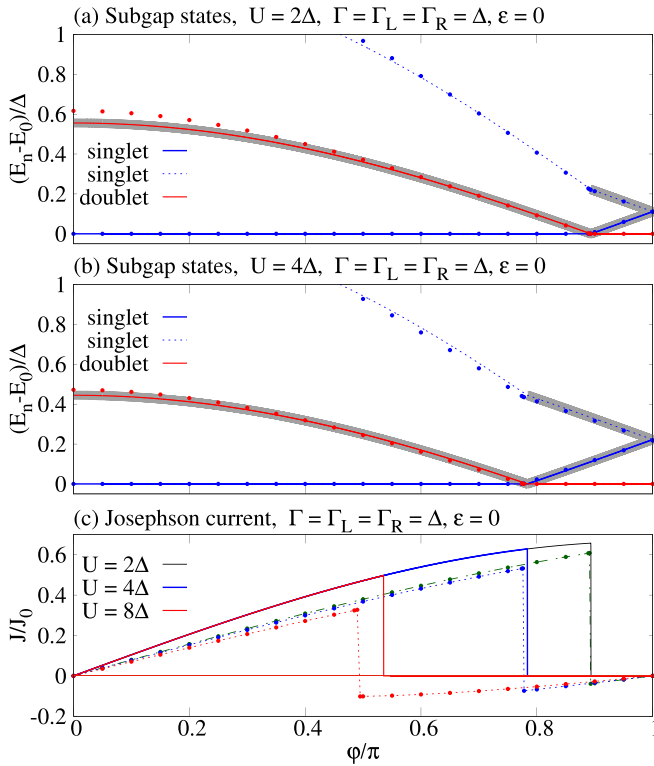 (a) Subgap states, U = 2Δ, Γ = Γ_L = Γ_R = Δ, ε = 0
(E_n-E_0)/Δ
1
0.8
0.6
0.4
0.2
0
singlet
singlet
doublet
(b) Subgap states, U = 4Δ, Γ = Γ_L = Γ_R = Δ, ε = 0
(E_n-E_0)/Δ
1
0.8
0.6
0.4
0.2
0
singlet
singlet
doublet
(c) Josephson current, Γ = Γ_L = Γ_R = Δ, ε = 0
J/J_0
0.6
0.4
0.2
0
-0.2
U = 2Δ
U = 4Δ
U = 8Δ
0 0.2 0.4 0.6 0.8 1
φ/π